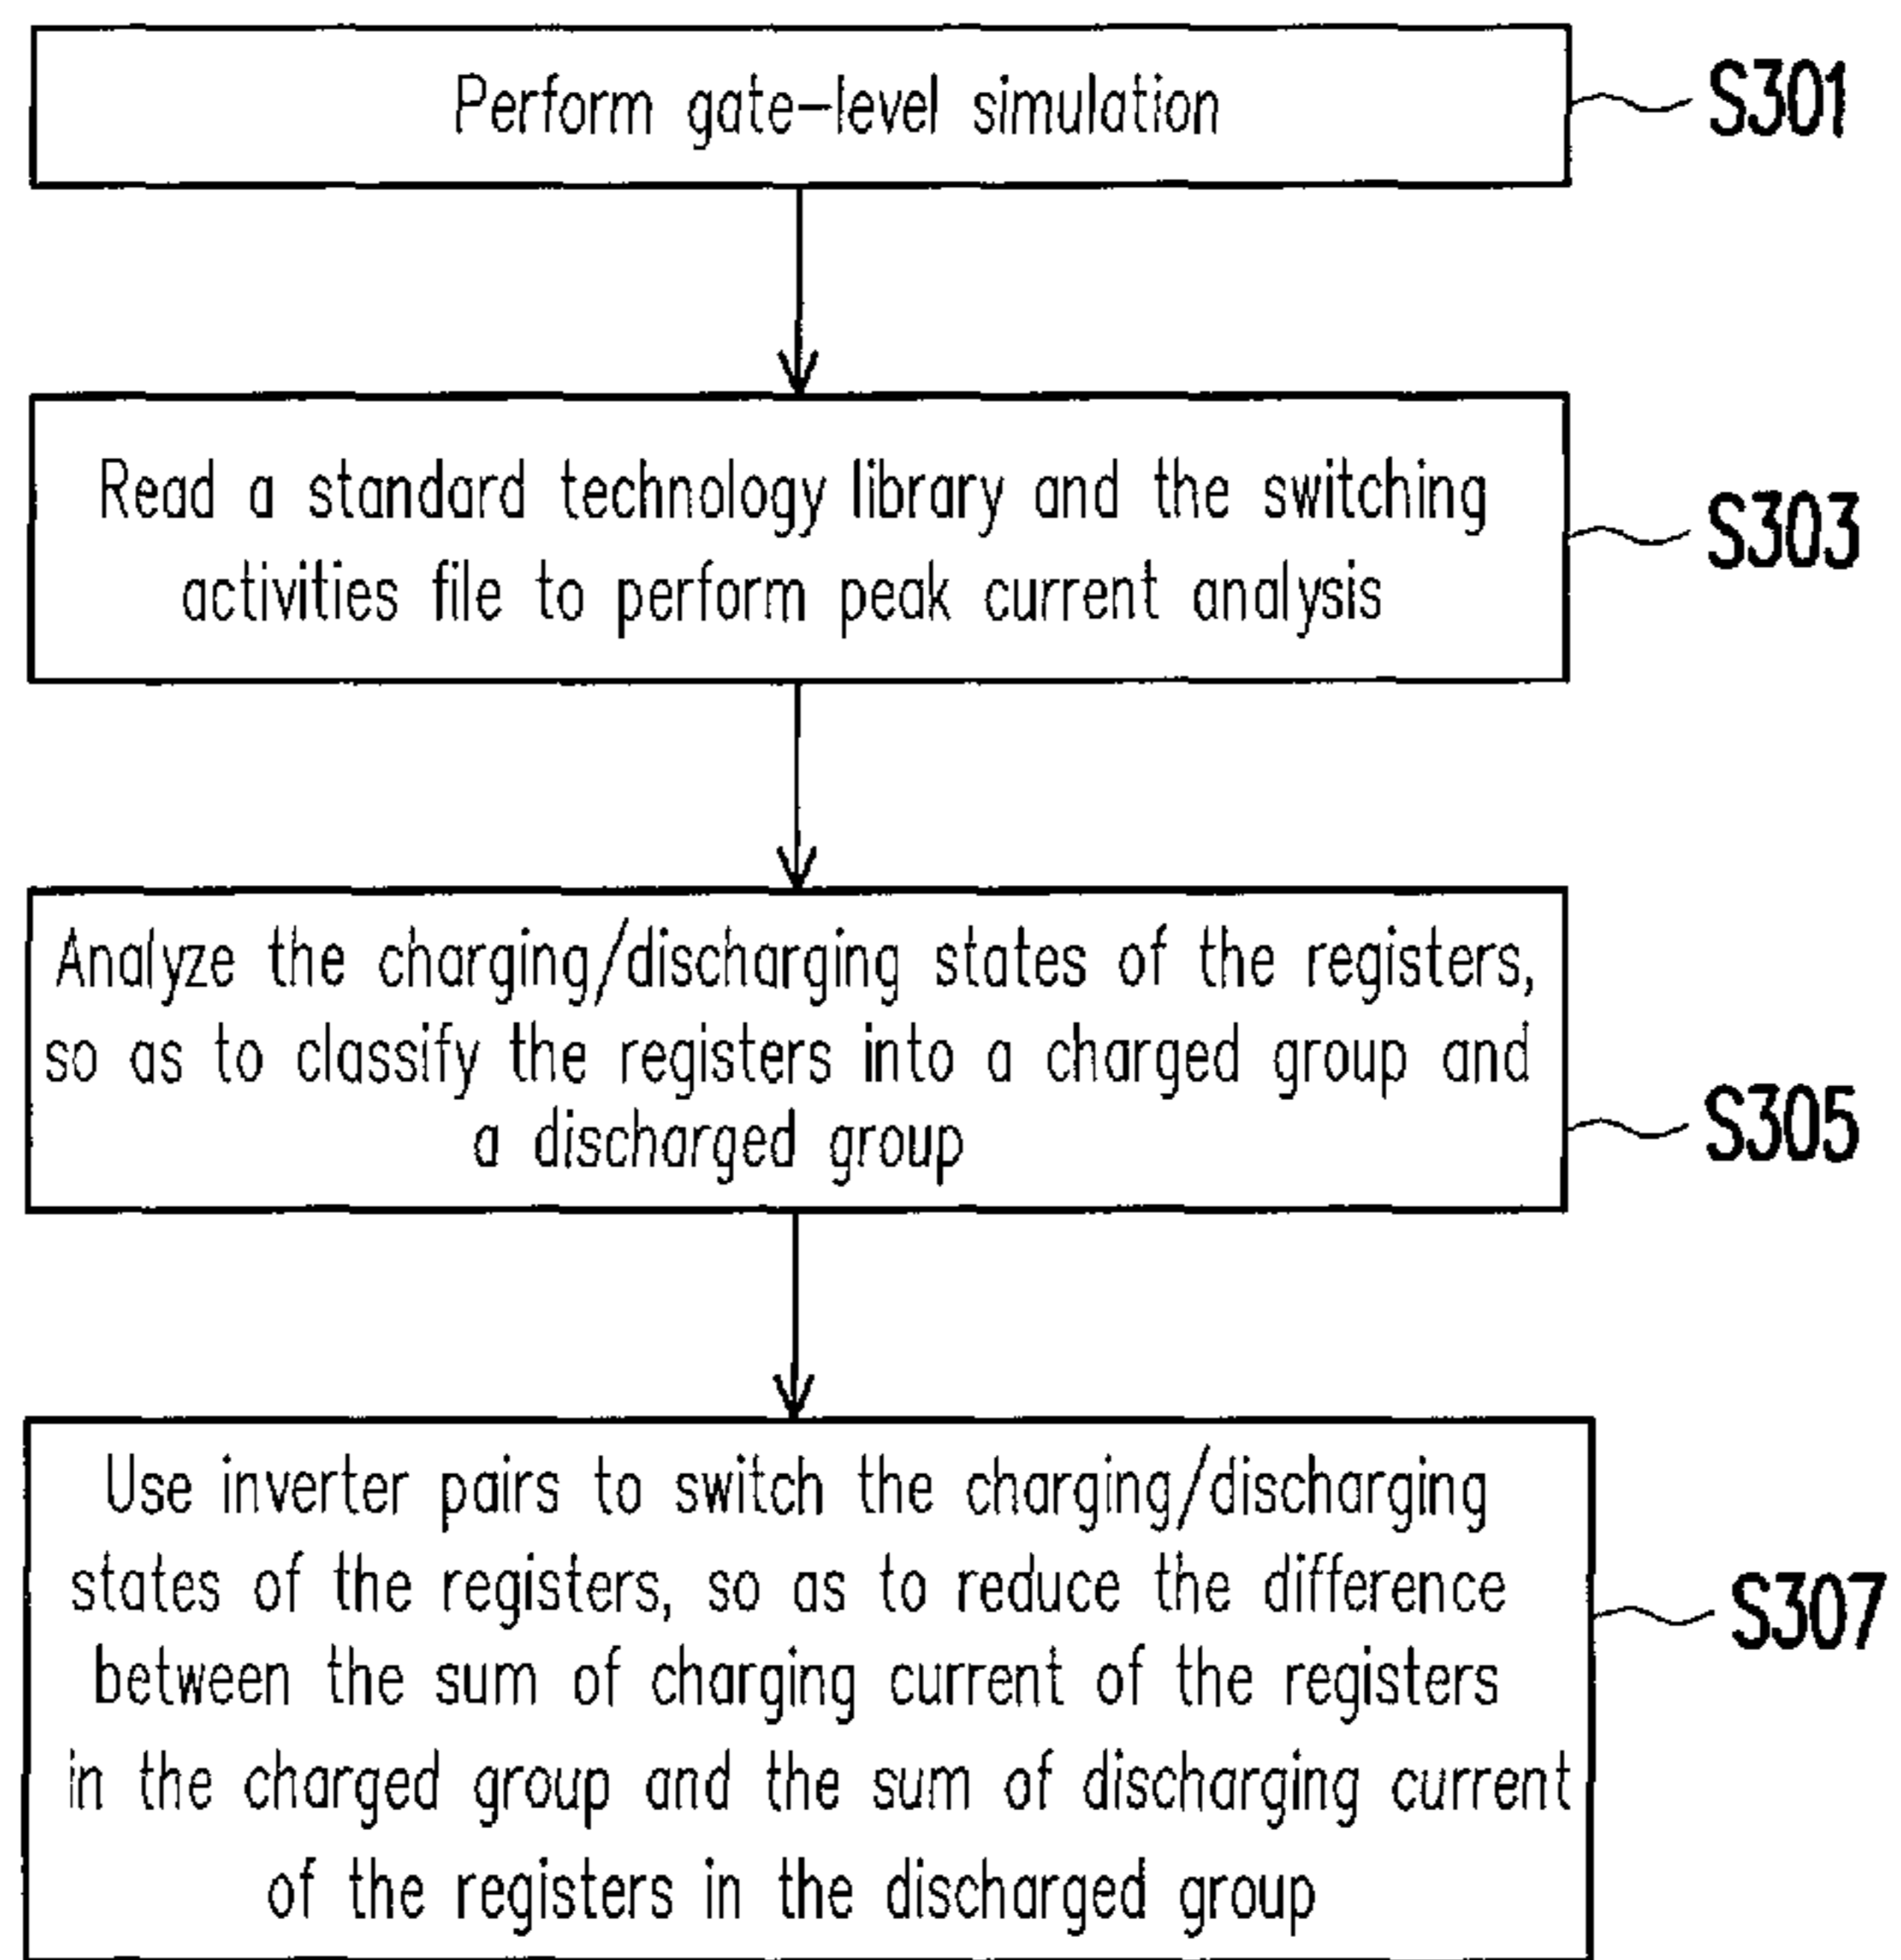 Perform gate-level simulation
S301
Read a standard technology library and the switching
activities file to perform peak current analysis
S303
Analyze the charging/discharging states of the registers,
so as to classify the registers into a charged group and
a discharged group
S305
Use inverter pairs to switch the charging/discharging
states of the registers, so as to reduce the difference
between the sum of charging current of the registers
in the charged group and the sum of discharging current
of the registers in the discharged group
S307